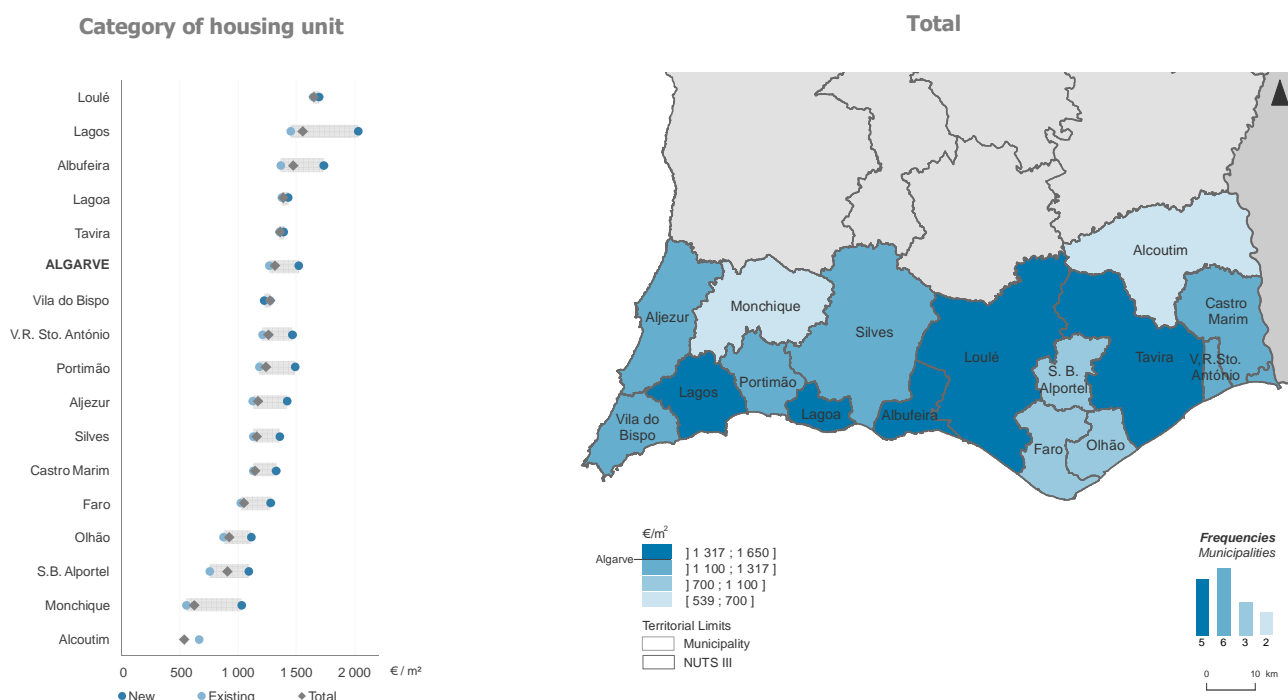 Category of housing unit
Loulé
Lagos
Albufeira
Lagoa
Tavira
ALGARVE
Vila do Bispo
V.R. Sto. António
Portimão
Aljezur
Silves
Castro Marim
Faro
Olhão
S.B. Alportel
Monchique
Alcoutim
0 500 1 000 1 500 2 000 € / m²
New Existing Total
Total
Alcoutim
Monchique
Castro
Marim
Aljezur
Silves
Loulé
Tavira
V.R.Sto.
António
S. B.
Alportel
Portimão
Lagos
Lagoa
Albufeira
Vila do
Bispo
Faro
Olhão
€/m²
Algarve
] 1 317 ; 1 650 ]
] 1 100 ; 1 317 ]
] 700 ; 1 100 ]
[ 539 ; 700 ]
Territorial Limits
Municipality
NUTS III
Frequencies
Municipalities
5 6 3 2
0 10 km